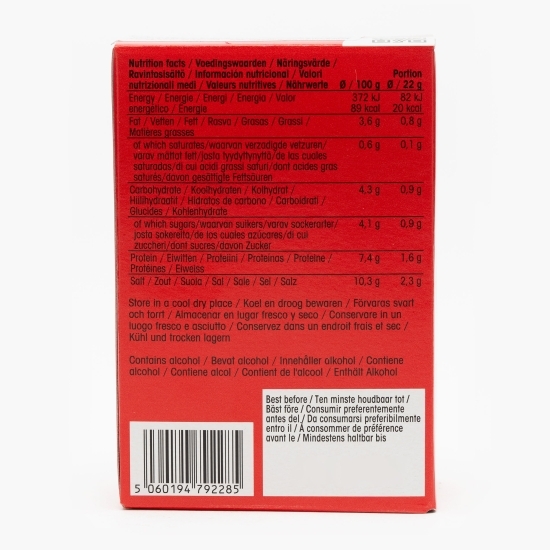 Nutrition facts / Voedingswaarden / Näringsvärde /
Ravintosisältö / Información nutricional / Valori
nutrizionali medi / Valeurs nutritives / Nährwerte Ø / 100 g Portion Ø / 22 g
Energy / Energie / Energi / Energia / Valor 372 kJ 82 kJ
energético / Énergie 89 kcal 20 kcal
Fat / Vetten / Fett / Rasva / Grasas / Grassi / 3,6 g 0,8 g
Matières grasses
of which saturates/waarvan verzadigde vetzuren/ 0,6 g 0,1 g
varav mättat fett/josta tyydyttynyttä/de las cuales
saturadas/di cui acidi grassi saturi/dont acides gras
saturés/davon gesättigte Fettsäuren
Carbohydrate / Koolhydraten / Kolhydrat / 4,3 g 0,9 g
Hiilihydraatit / Hidratos de carbono / Carboidrati /
Glucides / Kohlenhydrate
of which sugars/waarvan suikers/varav sockerarter/ 4,1 g 0,9 g
josta sokereita/de los cuales azúcares/di cui
zuccheri/dont sucres/davon Zucker
Protein / Eiwitten / Proteiini / Proteinas / Proteine / 7,4 g 1,6 g
Protéines / Eiweiss
Salt / Zout / Suola / Sal / Sale / Sel / Salz 10,3 g 2,3 g
Store in a cool dry place / Koel en droog bewaren / Förvaras svart
och torrt / Almacenar en lugar fresco y seco / Conservare in un
luogo fresco e asciutto / Conservez dans un endroit frais et sec /
Kühl und trocken lagern
Contains alcohol / Bevat alcohol / Innehåller alkohol / Contiene
alcohol / Contiene alcol / Contient de l'alcool / Enthält Alkohol
Best before / Ten minste houdbaar tot /
Bäst före / Consumir preferentemente
antes del / Da consumarsi preferibilmente
entro il / À consommer de préférence
avant le / Mindestens haltbar bis
5 060194 792285